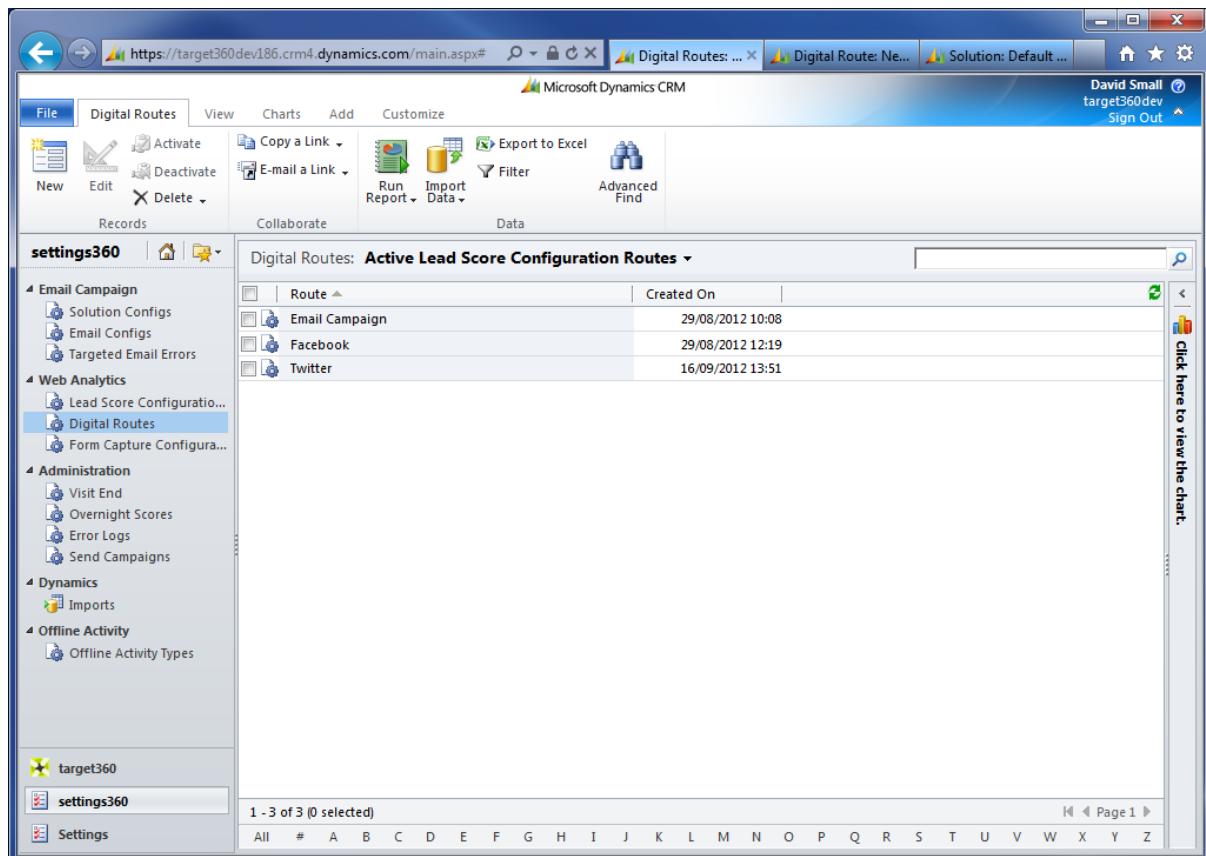 https://target360dev186.crm4.dynamics.com/main.aspx#
Digital Routes: ...
Digital Route: Ne...
Solution: Default ...
Microsoft Dynamics CRM
David Small
target360dev
Sign Out
File Digital Routes View Charts Add Customize
New
Edit
Activate
Deactivate
Delete
Records
Copy a Link
E-mail a Link
Collaborate
Run Report
Import Data
Export to Excel
Filter
Advanced Find
Data
settings360
Email Campaign
Solution Configs
Email Configs
Targeted Email Errors
Web Analytics
Lead Score Configuratio...
Digital Routes
Form Capture Configura...
Administration
Visit End
Overnight Scores
Error Logs
Send Campaigns
Dynamics
Imports
Offline Activity
Offline Activity Types
target360
settings360
Settings
Digital Routes: Active Lead Score Configuration Routes
Route Created On
Email Campaign 29/08/2012 10:08
Facebook 29/08/2012 12:19
Twitter 16/09/2012 13:51
Click here to view the chart.
1 - 3 of 3 (0 selected)
Page 1
All # A B C D E F G H I J K L M N O P Q R S T U V W X Y Z